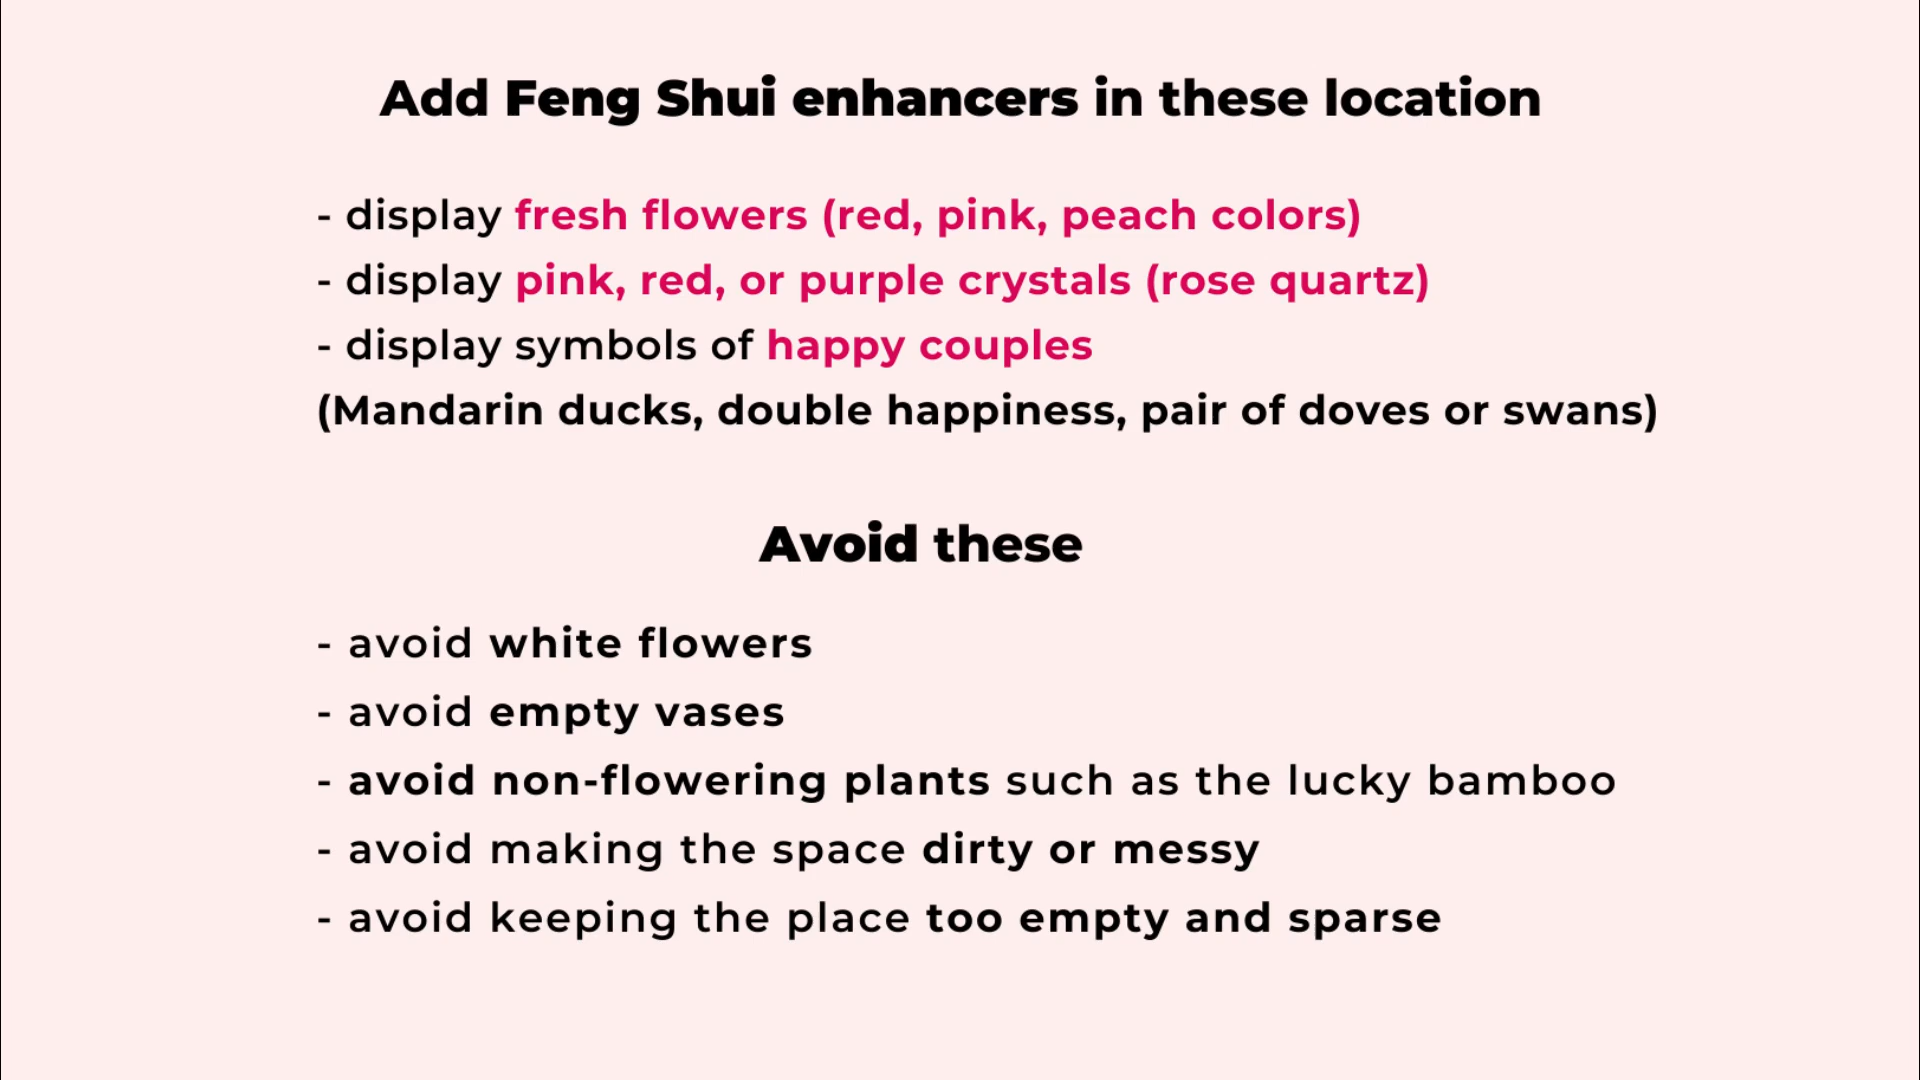 Add Feng Shui enhancers in these location
- display fresh flowers (red, pink, peach colors)
- display pink, red, or purple crystals (rose quartz)
- display symbols of happy couples
(Mandarin ducks, double happiness, pair of doves or swans)
Avoid these
- avoid white flowers
- avoid empty vases
- avoid non-flowering plants such as the lucky bamboo
- avoid making the space dirty or messy
- avoid keeping the place too empty and sparse